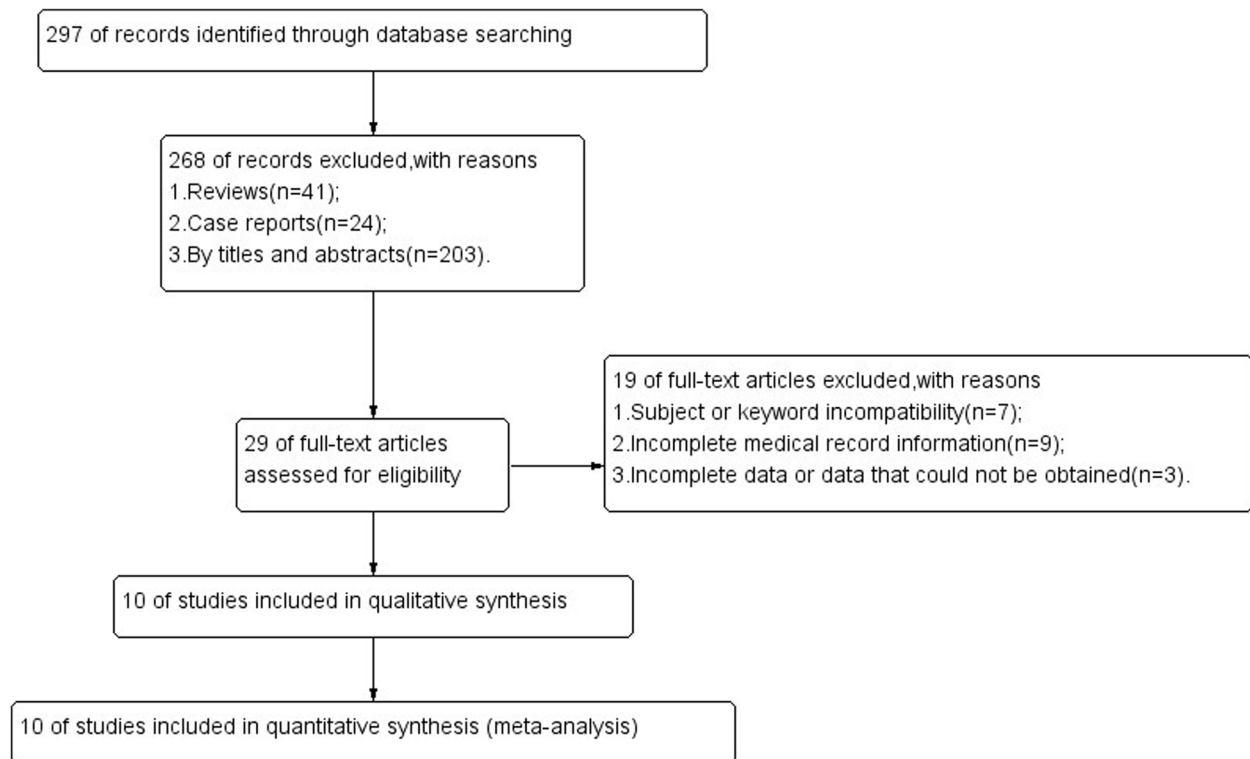 297 of records identified through database searching
268 of records excluded,with reasons
1.Reviews(n=41);
2.Case reports(n=24);
3.By titles and abstracts(n=203).
29 of full-text articles
assessed for eligibility
19 of full-text articles excluded,with reasons
1.Subject or keyword incompatibility(n=7);
2.Incomplete medical record information(n=9);
3.Incomplete data or data that could not be obtained(n=3).
10 of studies included in qualitative synthesis
10 of studies included in quantitative synthesis (meta-analysis)